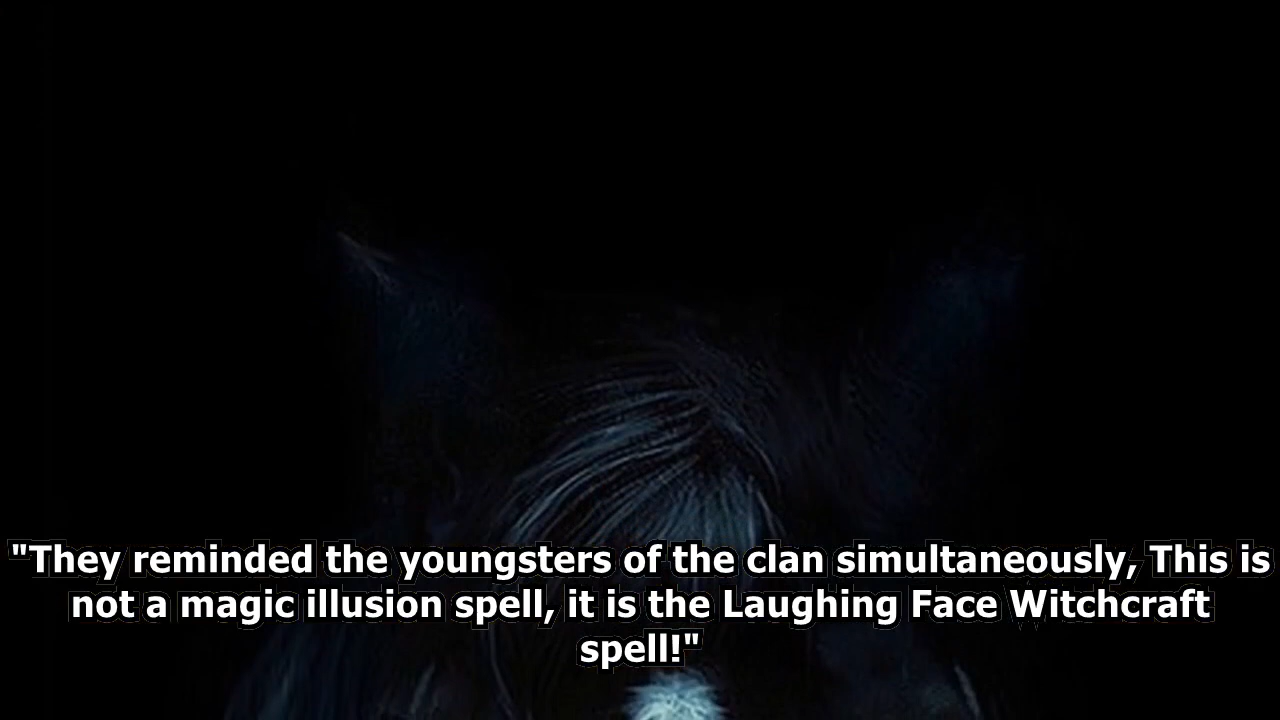 "They reminded the youngsters of the clan simultaneously, This is
not a magic illusion spell, it is the Laughing Face Witchcraft
spell!"